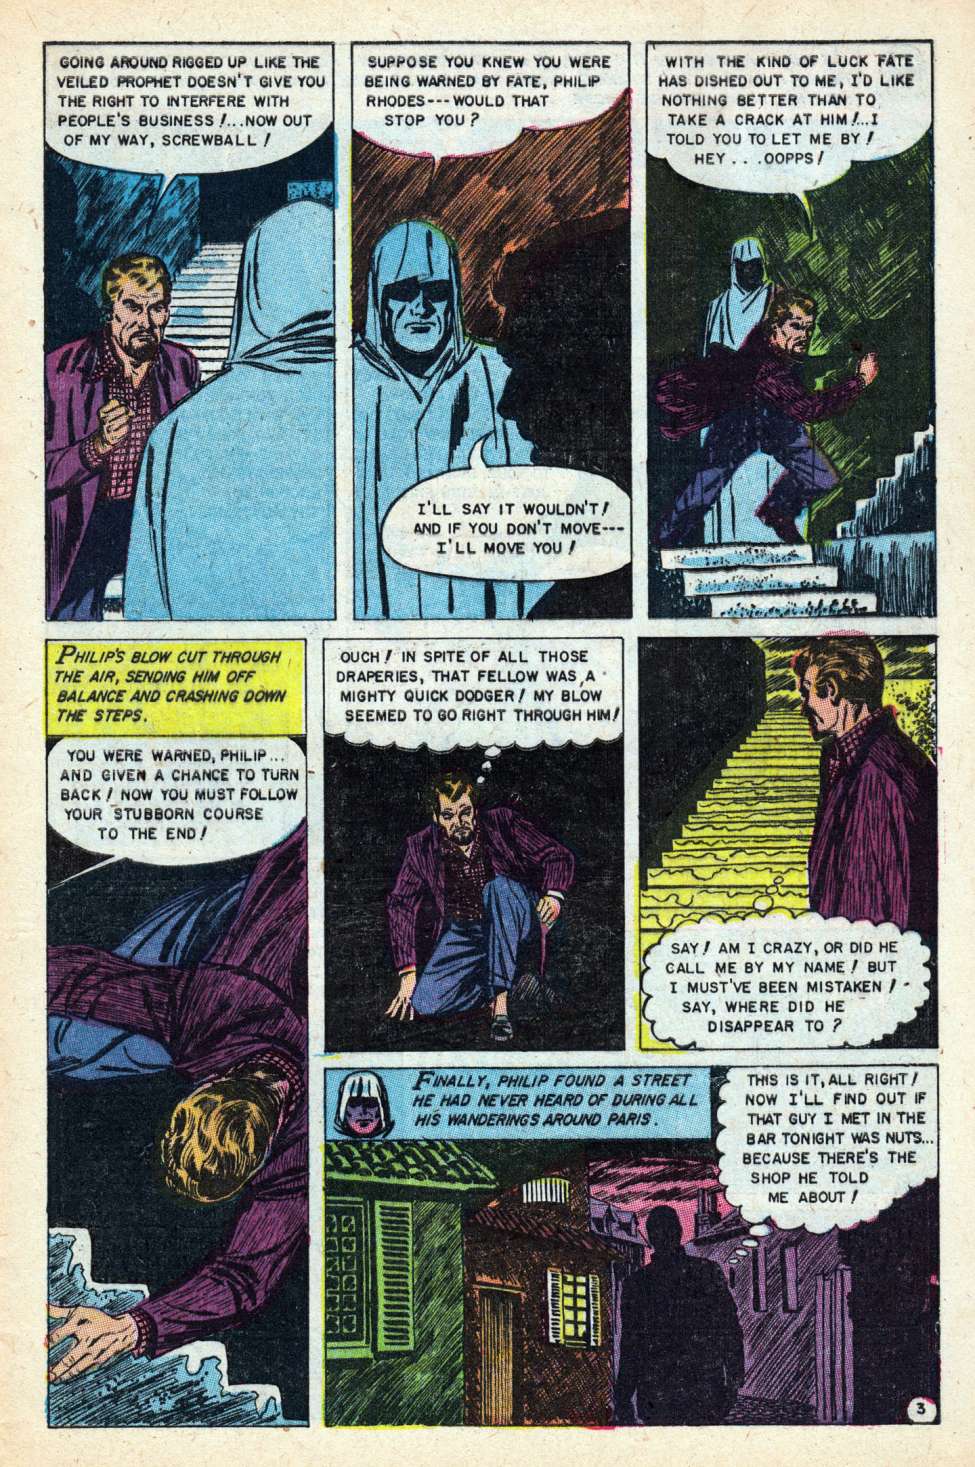 GOING AROUND RIGGED UP LIKE THE
VEILED PROPHET DOESN'T GIVE YOU
THE RIGHT TO INTERFERE WITH
PEOPLE'S BUSINESS!...NOW OUT
OF MY WAY, SCREWBALL!
SUPPOSE YOU KNEW YOU WERE
BEING WARNED BY FATE, PHILIP
RHODES---WOULD THAT
STOP YOU?
I'LL SAY IT WOULDN'T!
AND IF YOU DON'T MOVE---
I'LL MOVE YOU!
WITH THE KIND OF LUCK FATE
HAS DISHED OUT TO ME, I'D LIKE
NOTHING BETTER THAN TO
TAKE A CRACK AT HIM!...I
TOLD YOU TO LET ME BY!
HEY...OOPPS!
PHILIP'S BLOW CUT THROUGH
THE AIR, SENDING HIM OFF
BALANCE AND CRASHING DOWN
THE STEPS.
YOU WERE WARNED, PHILIP...
AND GIVEN A CHANCE TO TURN
BACK! NOW YOU MUST FOLLOW
YOUR STUBBORN COURSE
TO THE END!
OUCH! IN SPITE OF ALL THOSE
DRAPERIES, THAT FELLOW WAS A
MIGHTY QUICK DODGER! MY BLOW
SEEMED TO GO RIGHT THROUGH HIM!
SAY! AM I CRAZY, OR DID HE
CALL ME BY MY NAME! BUT
I MUST'VE BEEN MISTAKEN!
SAY, WHERE DID HE
DISAPPEAR TO?
FINALLY, PHILIP FOUND A STREET
HE HAD NEVER HEARD OF DURING ALL
HIS WANDERINGS AROUND PARIS.
THIS IS IT, ALL RIGHT!
NOW I'LL FIND OUT IF
THAT GUY I MET IN THE
BAR TONIGHT WAS NUTS...
BECAUSE THERE'S THE
SHOP HE TOLD
ME ABOUT!
3